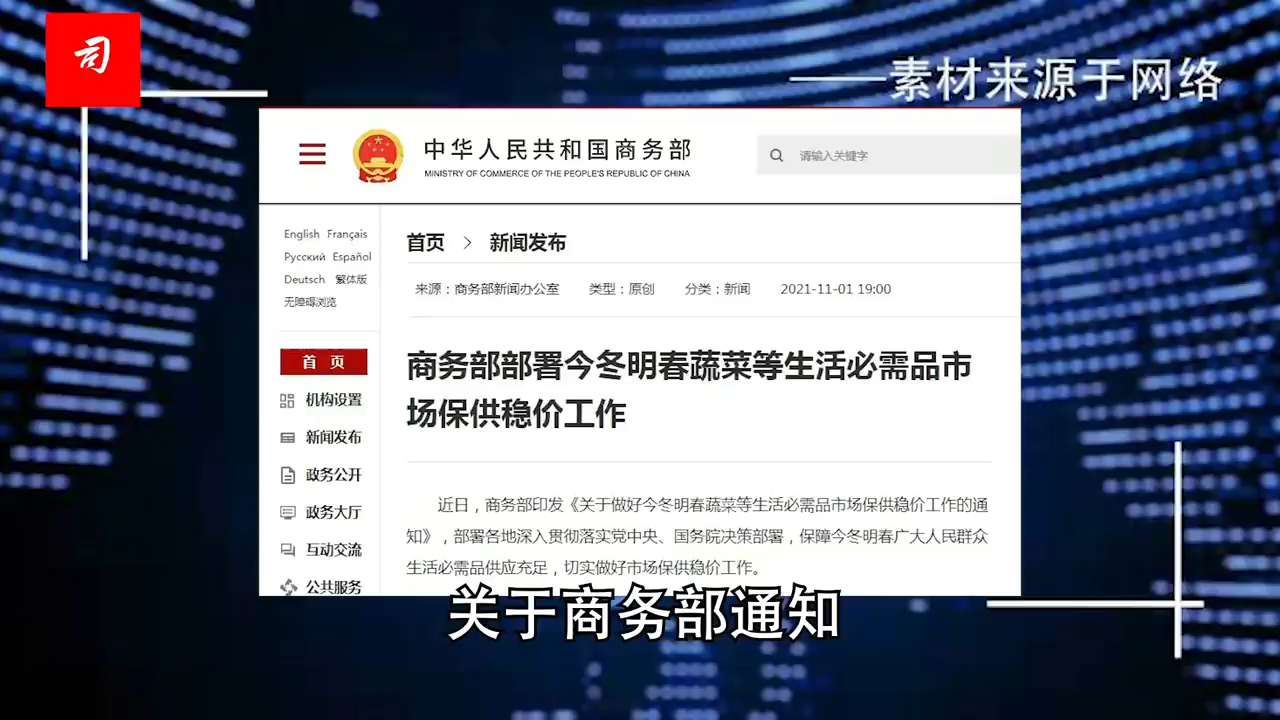 司
——素材来源于网络
中华人民共和国商务部
MINISTRY OF COMMERCE OF THE PEOPLE'S REPUBLIC OF CHINA
请输入关键字
English Français
Русский Español
Deutsch 繁体版
无障碍浏览
首页 > 新闻发布
来源：商务部新闻办公室 类型：原创 分类：新闻 2021-11-01 19:00
首 页
机构设置
新闻发布
政务公开
政务大厅
互动交流
公共服务
商务部部署今冬明春蔬菜等生活必需品市
场保供稳价工作
近日，商务部印发《关于做好今冬明春蔬菜等生活必需品市场保供稳价工作的通
知》，部署各地深入贯彻落实党中央、国务院决策部署，保障今冬明春广大人民群众
生活必需品供应充足，切实做好市场保供稳价工作。
关于商务部通知